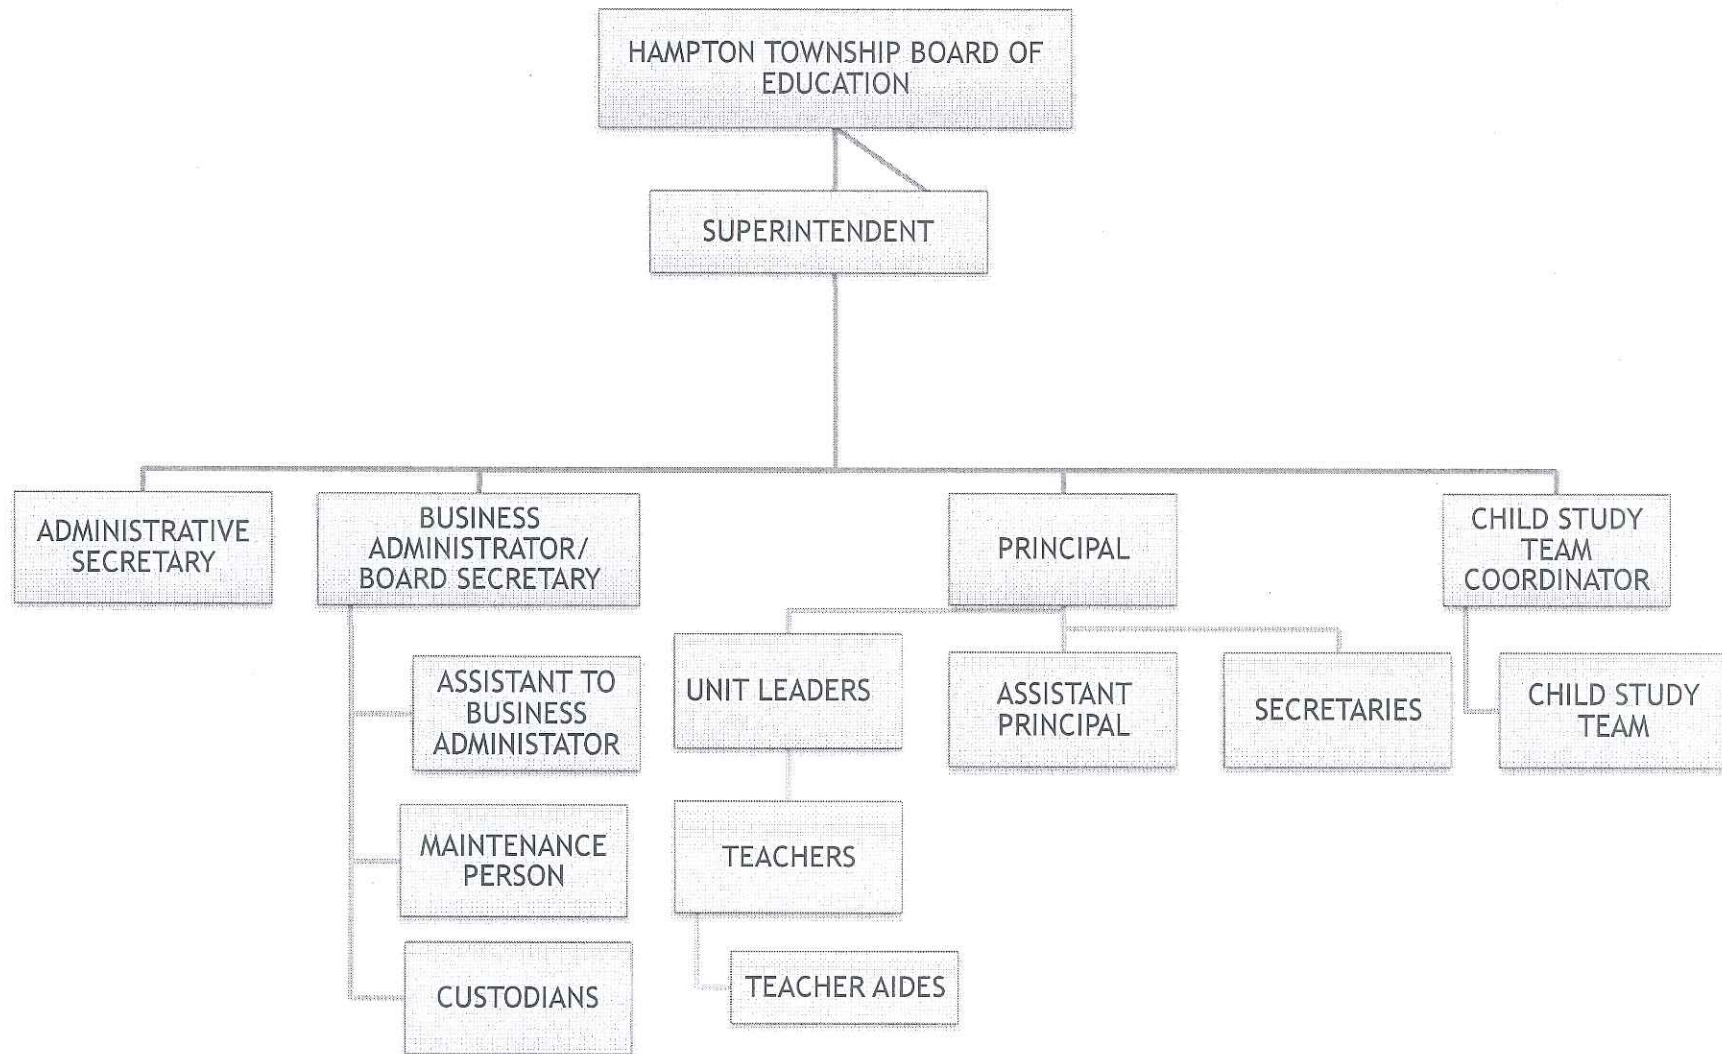 HAMPTON TOWNSHIP BOARD OF
EDUCATION
SUPERINTENDENT
ADMINISTRATIVE
SECRETARY
BUSINESS
ADMINISTRATOR/
BOARD SECRETARY
PRINCIPAL
CHILD STUDY
TEAM
COORDINATOR
ASSISTANT TO
BUSINESS
ADMINISTATOR
MAINTENANCE
PERSON
CUSTODIANS
UNIT LEADERS
TEACHERS
TEACHER AIDES
ASSISTANT
PRINCIPAL
SECRETARIES
CHILD STUDY
TEAM